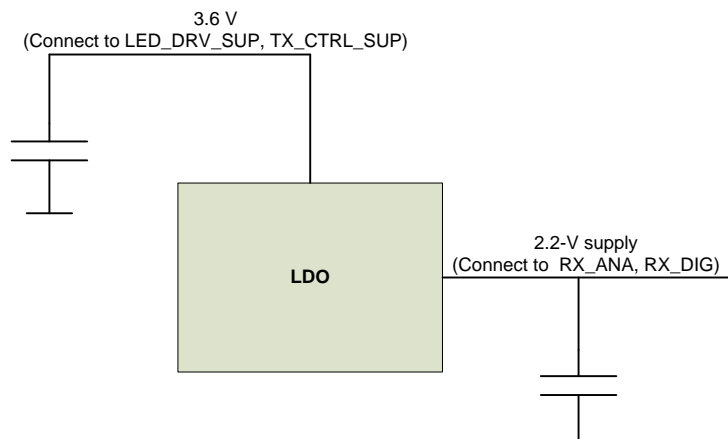 3.6 V
(Connect to LED_DRV_SUP, TX_CTRL_SUP)
LDO
2.2-V supply
(Connect to  RX_ANA, RX_DIG)